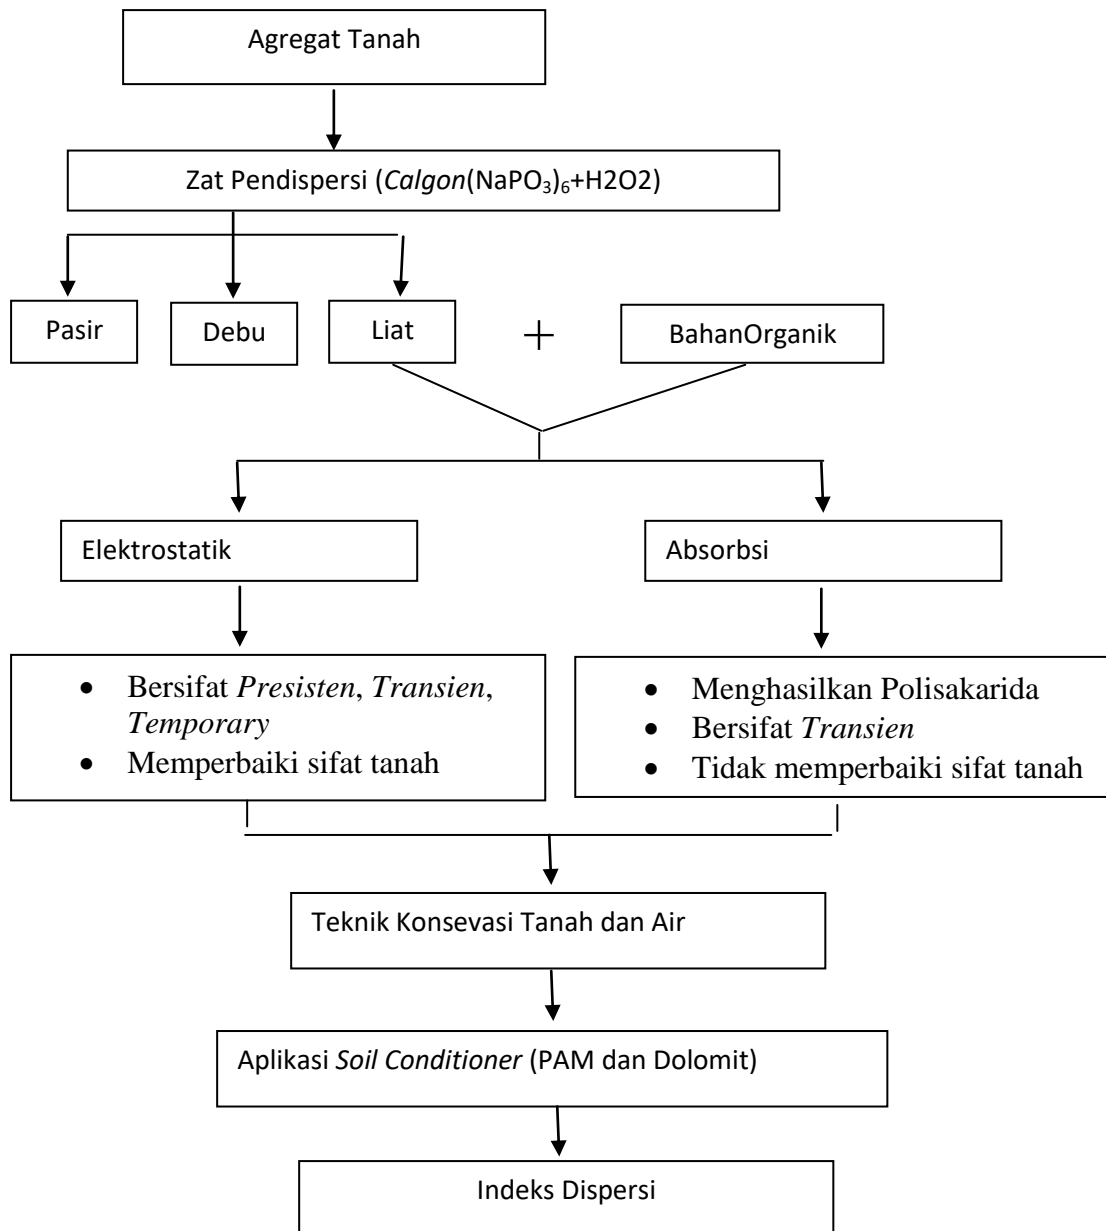 Agregat Tanah
Zat Pendispersi (Calgon(NaPO₃)₆+H2O2)
Pasir
Debu
Liat
+
BahanOrganik
Elektrostatik
Absorbsi
• Bersifat Presisten, Transien,
Temporary
• Memperbaiki sifat tanah
• Menghasilkan Polisakarida
• Bersifat Transien
• Tidak memperbaiki sifat tanah
Teknik Konsevasi Tanah dan Air
Aplikasi Soil Conditioner (PAM dan Dolomit)
Indeks Dispersi